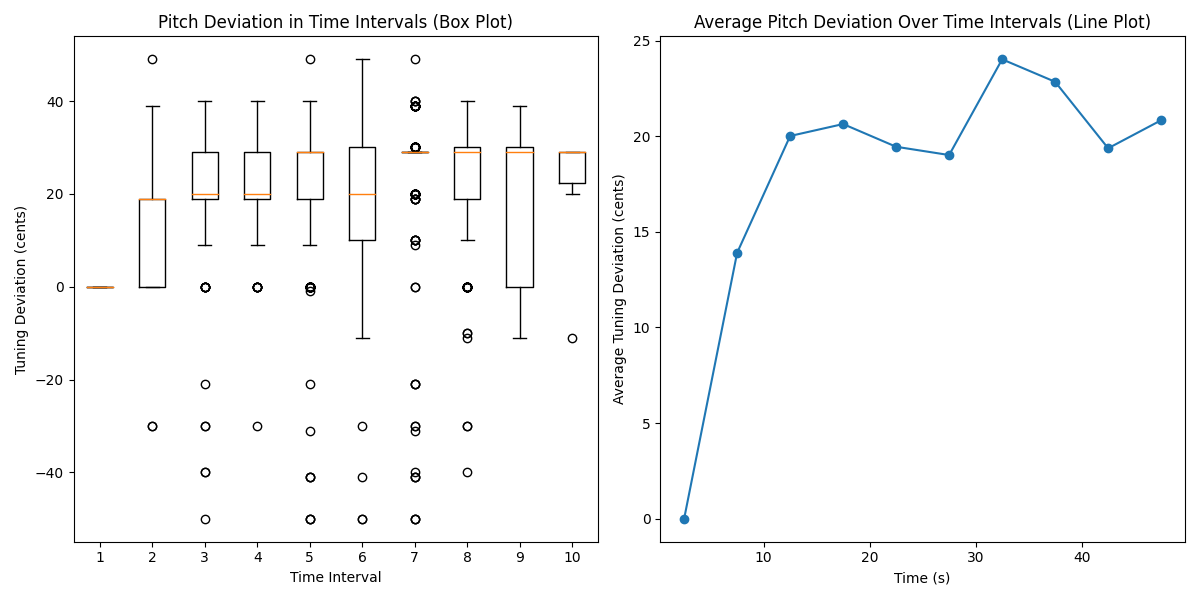 Pitch Deviation in Time Intervals (Box Plot)
Tuning Deviation (cents)
40
20
0
−20
−40
1 2 3 4 5 6 7 8 9 10
Time Interval
Average Pitch Deviation Over Time Intervals (Line Plot)
Average Tuning Deviation (cents)
25
20
15
10
5
0
10 20 30 40
Time (s)